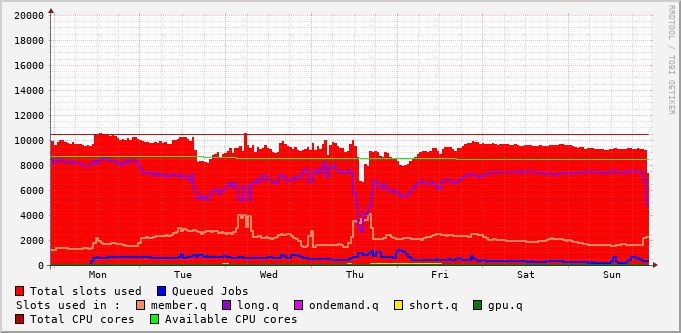 20000
18000
16000
14000
12000
10000
8000
6000
4000
2000
0
Mon Tue Wed Thu Fri Sat Sun
RRDTOOL / TOBI OETIKER
Total slots used Queued Jobs
Slots used in : member.q long.q ondemand.q short.q gpu.q
Total CPU cores Available CPU cores